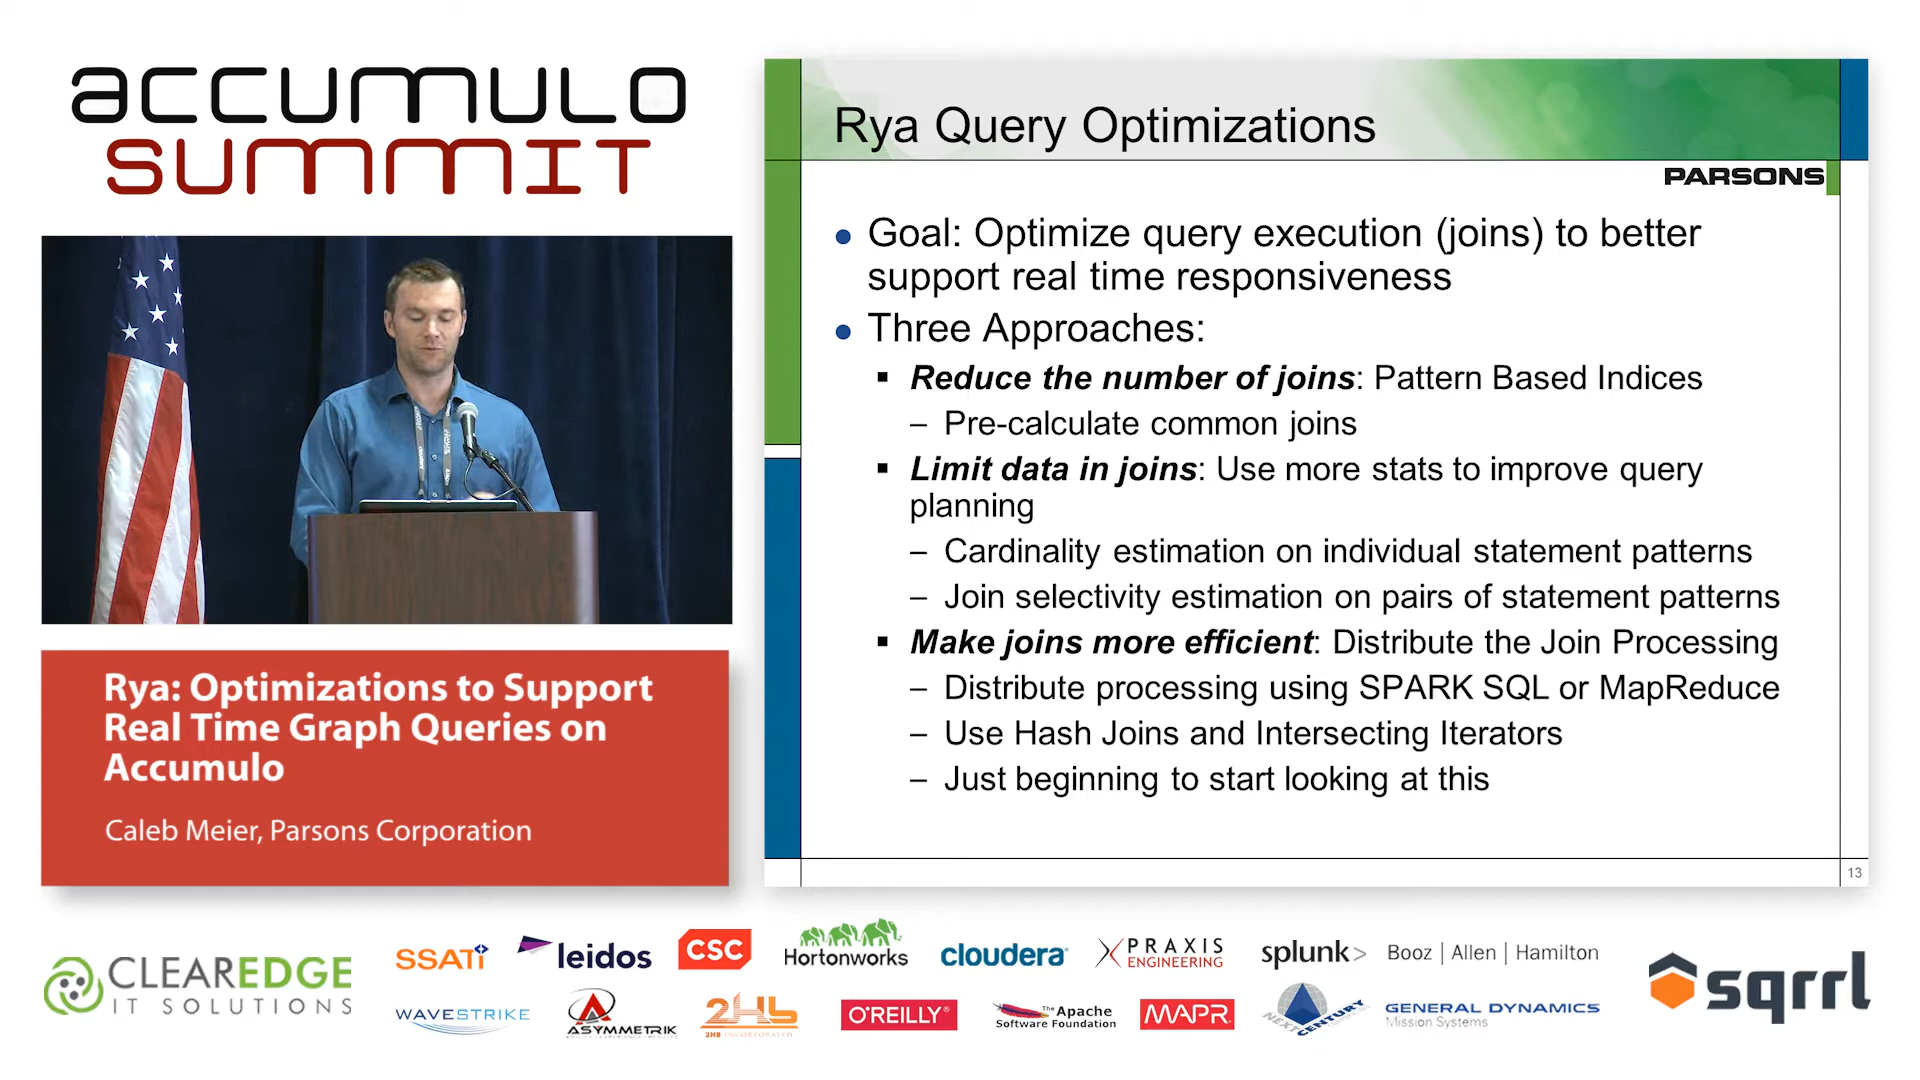 ACCUMULO
SUMMIT
Rya: Optimizations to Support
Real Time Graph Queries on
Accumulo
Caleb Meier, Parsons Corporation
Rya Query Optimizations
PARSONS
● Goal: Optimize query execution (joins) to better
support real time responsiveness
● Three Approaches:
▪ Reduce the number of joins: Pattern Based Indices
– Pre-calculate common joins
▪ Limit data in joins: Use more stats to improve query
planning
– Cardinality estimation on individual statement patterns
– Join selectivity estimation on pairs of statement patterns
▪ Make joins more efficient: Distribute the Join Processing
– Distribute processing using SPARK SQL or MapReduce
– Use Hash Joins and Intersecting Iterators
– Just beginning to start looking at this
13
CLEAREDGE
IT SOLUTIONS
SSATi
leidos
CSC
Hortonworks
cloudera
PRAXIS
ENGINEERING
splunk>
Booz | Allen | Hamilton
WAVESTRIKE
ASYMMETRIK
2HB
2HB INCORPORATED
O'REILLY®
The Apache
Software Foundation
MAPR
NEXT CENTURY
GENERAL DYNAMICS
Mission Systems
sqrrl